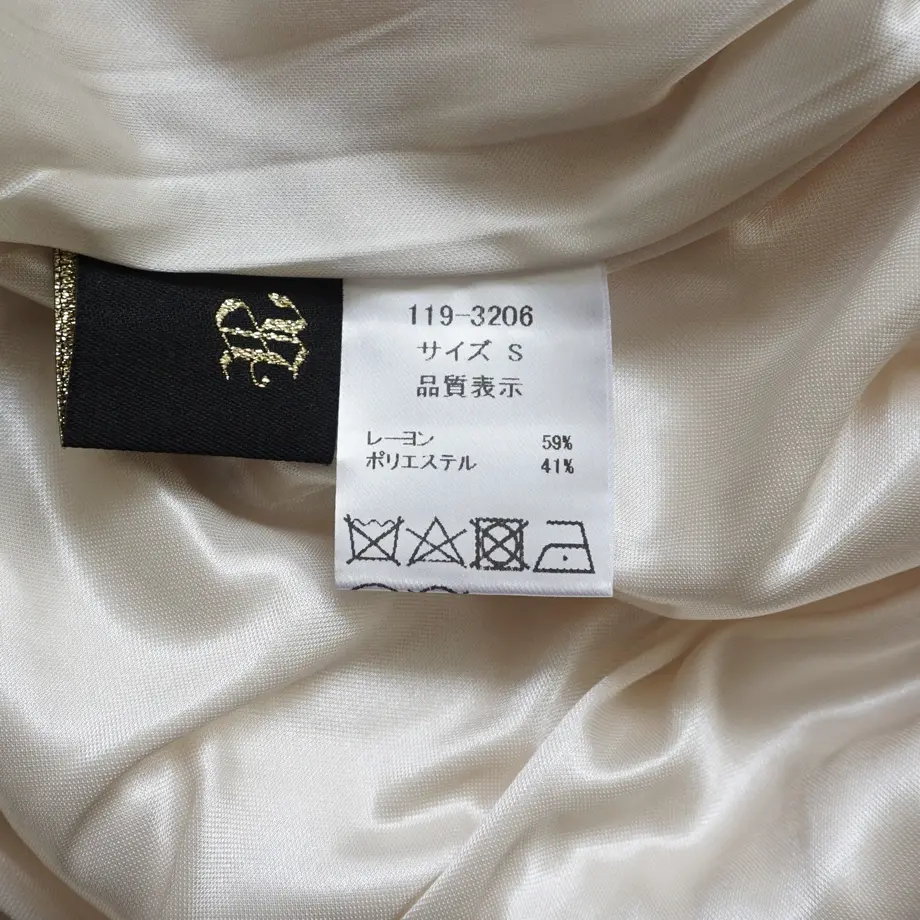 R
119-3206
サイズ S
品質表示
レーヨン 59%
ポリエステル 41%